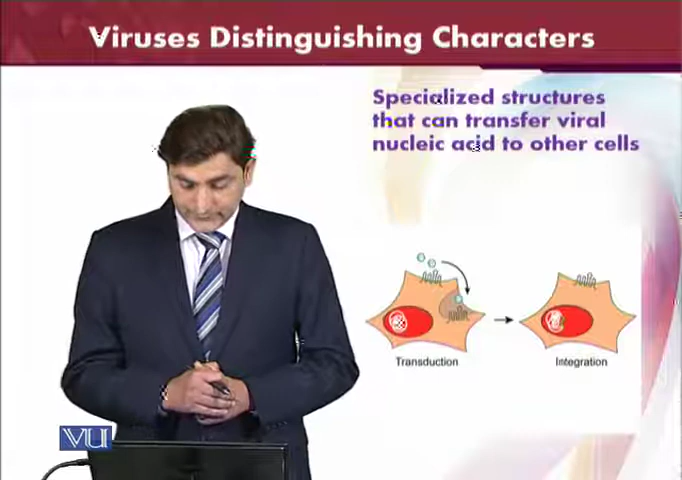 Viruses Distinguishing Characters
Specialized structures
that can transfer viral
nucleic acid to other cells
Transduction
Integration
VU